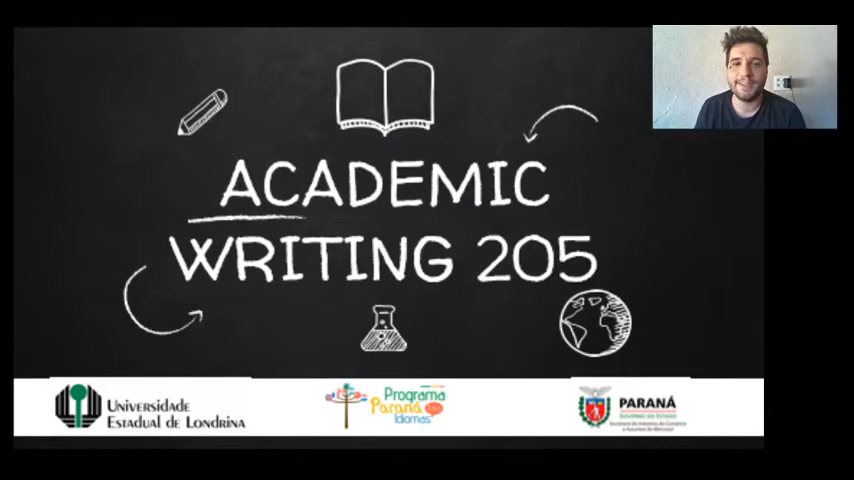 ACADEMIC
WRITING 205
UNIVERSIDADE
ESTADUAL DE LONDRINA
Programa
Paraná
Idiomas
PARANÁ
GOVERNO DO ESTADO